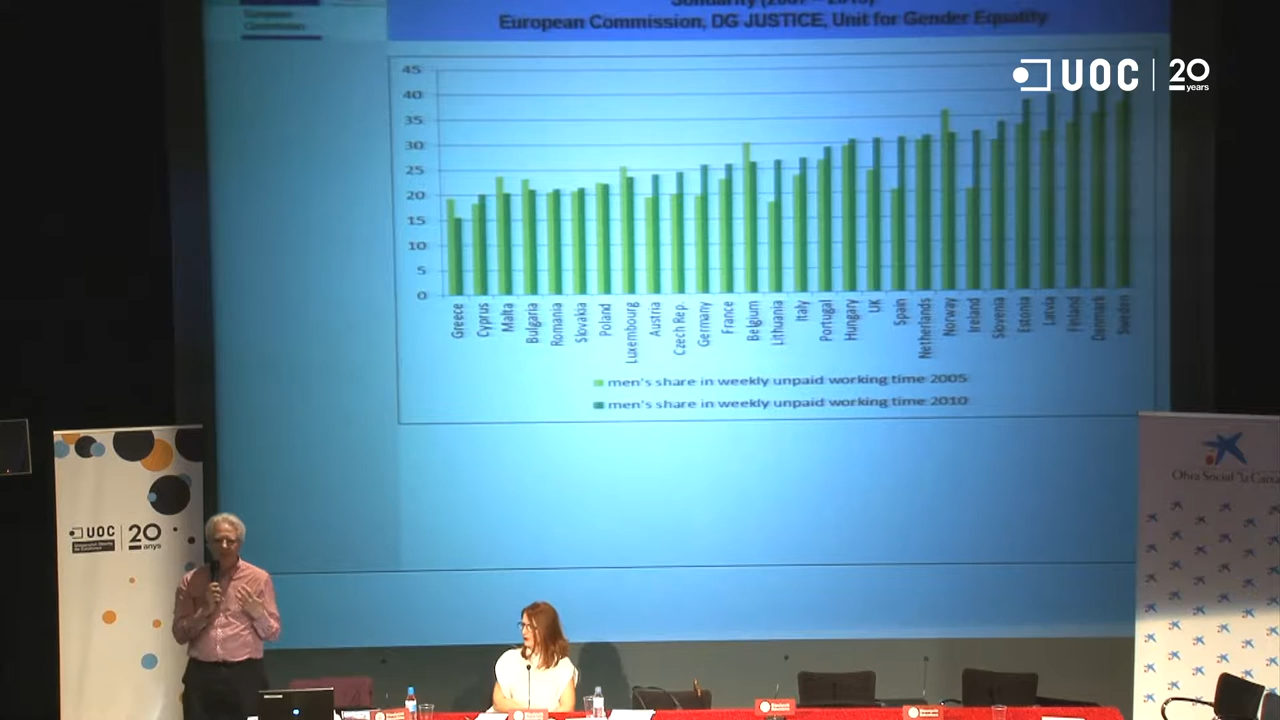 European Commission, DG JUSTICE, Unit for Gender Equality
European
Commission
UOC 20 years
45
40
35
30
25
20
15
10
5
0
Greece
Cyprus
Malta
Bulgaria
Romania
Slovakia
Poland
Luxembourg
Austria
Czech Rep.
Germany
France
Belgium
Lithuania
Italy
Portugal
Hungary
UK
Spain
Netherlands
Norway
Ireland
Slovenia
Estonia
Latvia
Finland
Denmark
Sweden
men's share in weekly unpaid working time 2005
men's share in weekly unpaid working time 2010
UOC 20 anys
Obra Social "la Caixa